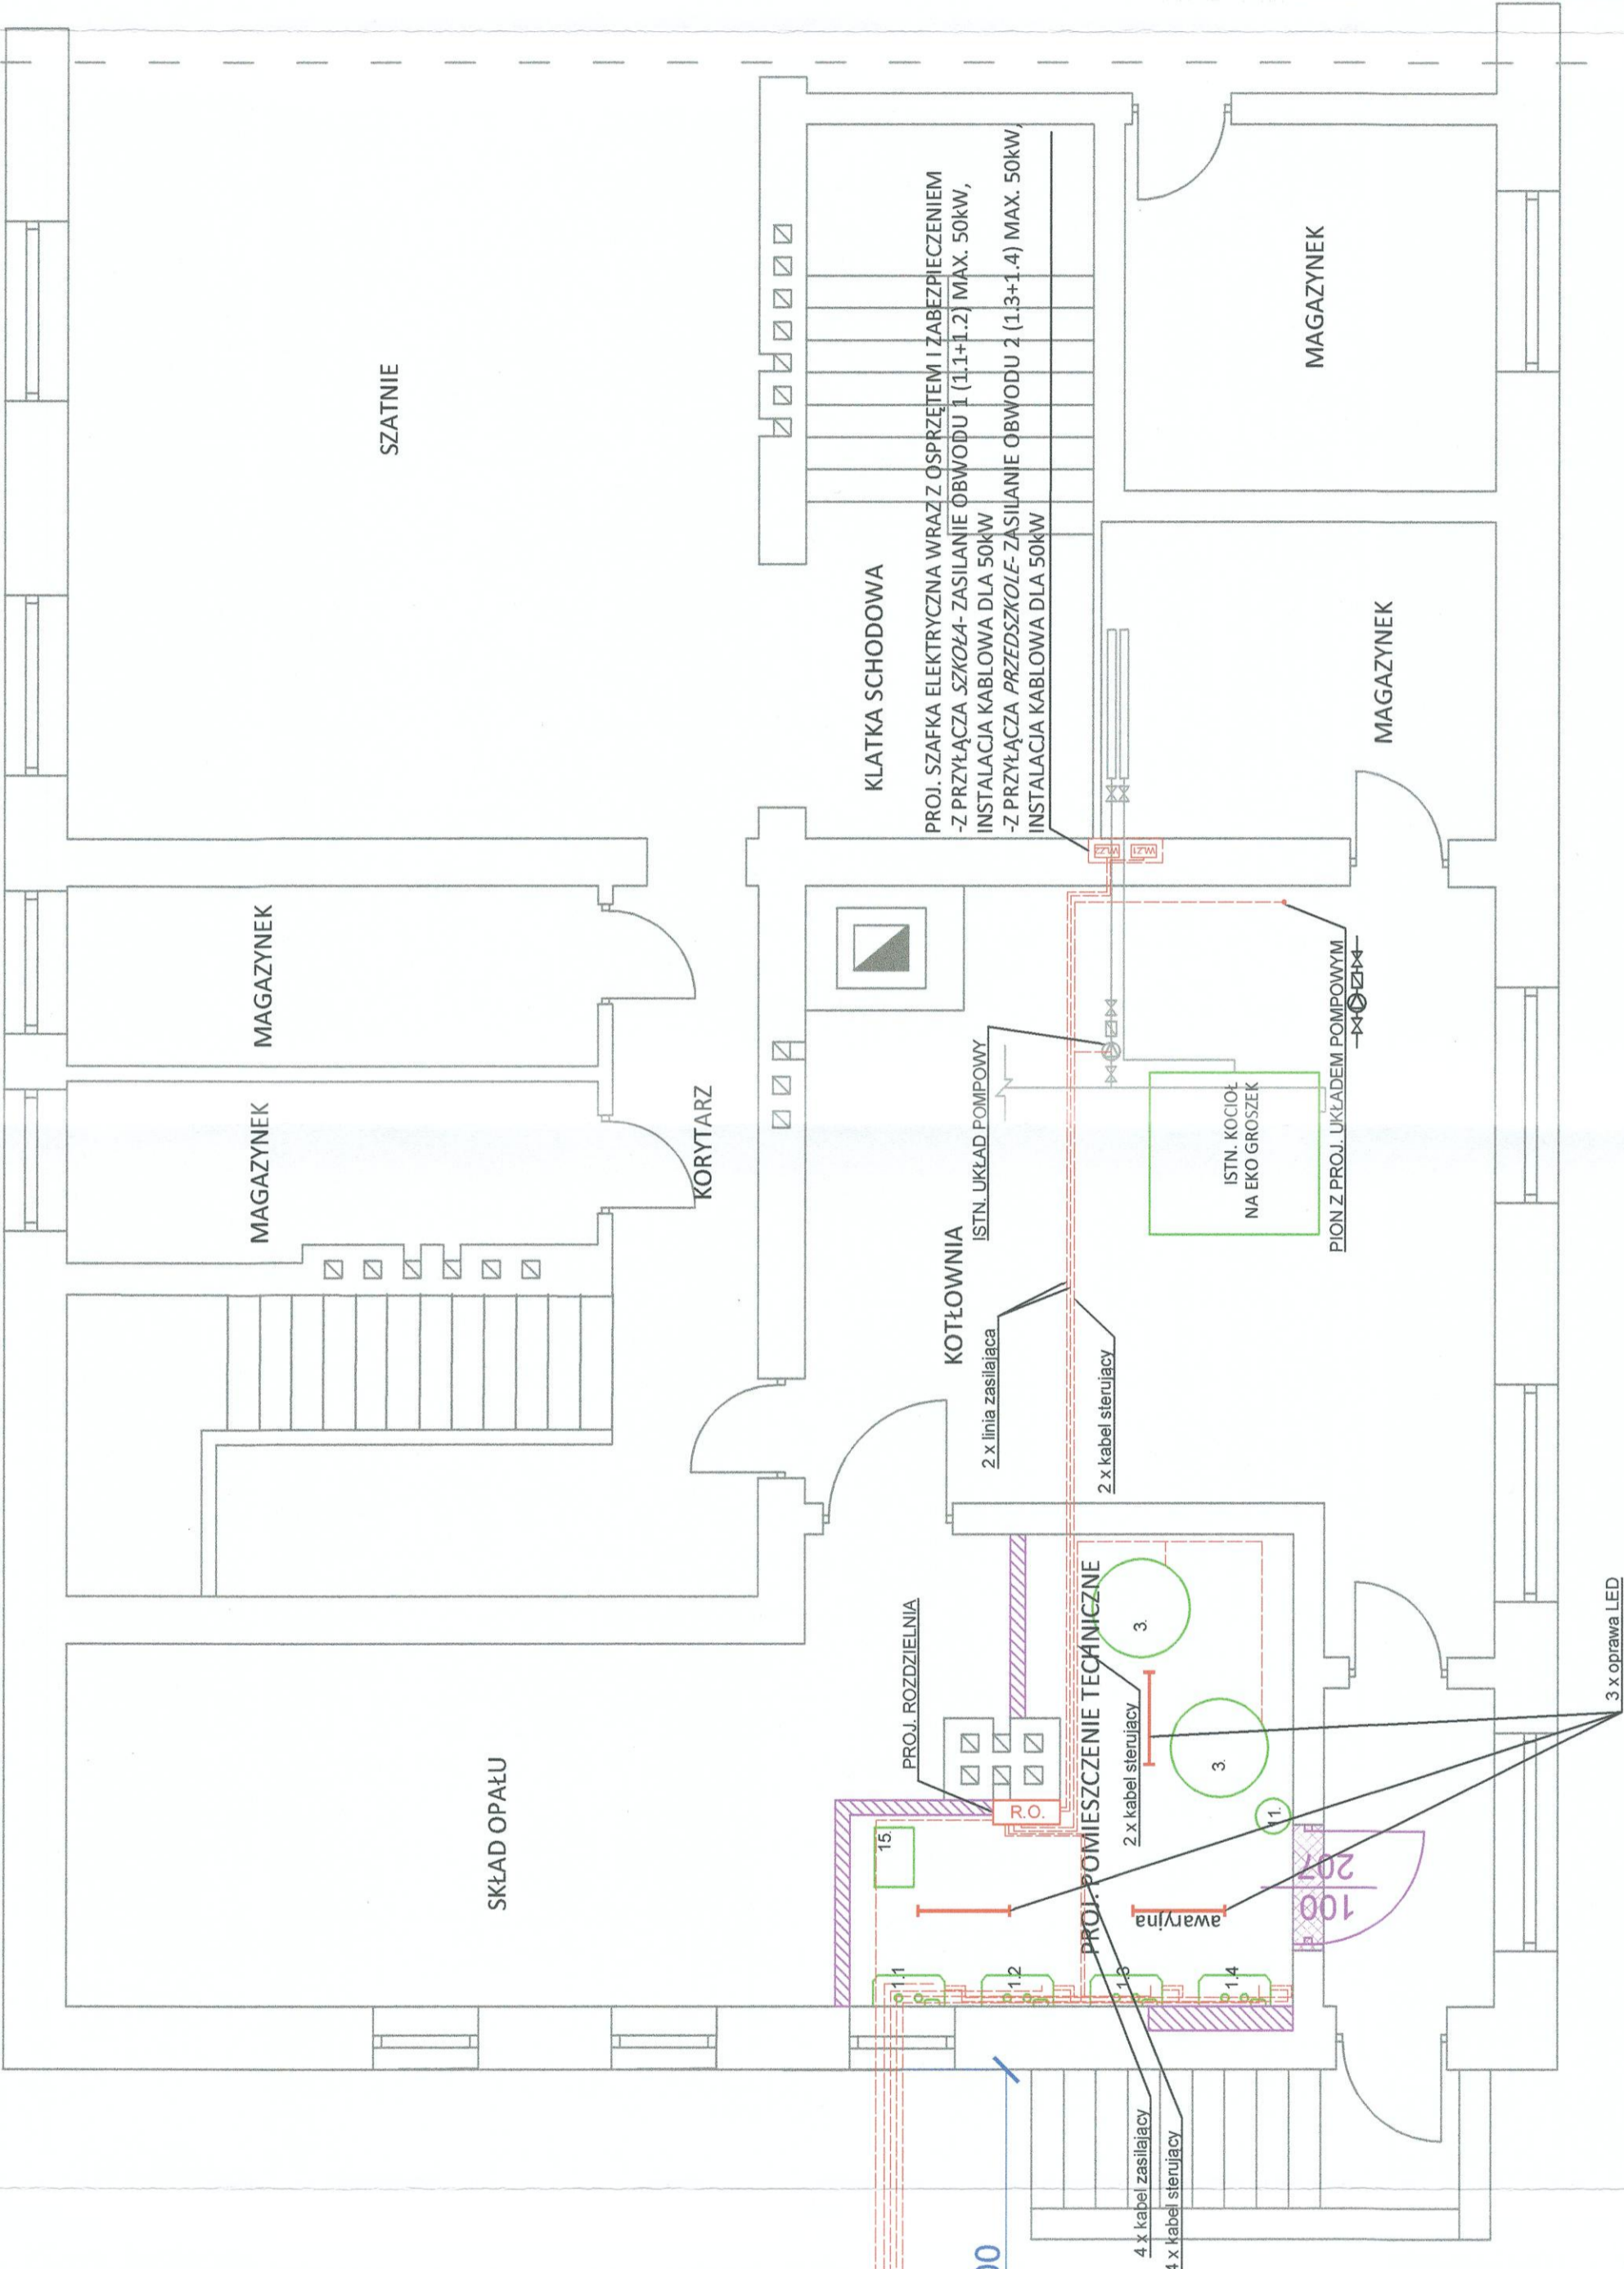 SZATNIE
MAGAZYNEK
MAGAZYNEK
KORYTARZ
SKŁAD OPAŁU
KLATKA SCHODOWA
PROJ. SZAFKA ELEKTRYCZNA WRAZ Z OSPRZĘTEM I ZABEZPIECZENIEM
-Z PRZYŁĄCZA SZKOŁA- ZASILANIE OBWODU 1 (1.1+1.2) MAX. 50kW,
INSTALACJA KABLOWA DLA 50kW
-Z PRZYŁĄCZA PRZEDSZKOLE- ZASILANIE OBWODU 2 (1.3+1.4) MAX. 50kW,
INSTALACJA KABLOWA DLA 50kW
MAGAZYNEK
MAGAZYNEK
WLZ2
WLZ1
KOTŁOWNIA
ISTN. UKŁAD POMPOWY
2 x linia zasilająca
2 x kabel sterujący
ISTN. KOCIOŁ
NA EKO GROSZEK
PION Z PROJ. UKŁADEM POMPOWYM
PROJ. ROZDZIELNIA
R.O.
PROJ. POMIESZCZENIE TECHNICZNE
2 x kabel sterujący
3.
3.
11.
15.
awaryjna
1.1
1.2
1.3
1.4
100
207
3 x oprawa LED
4 x kabel zasilający
4 x kabel sterujący
00